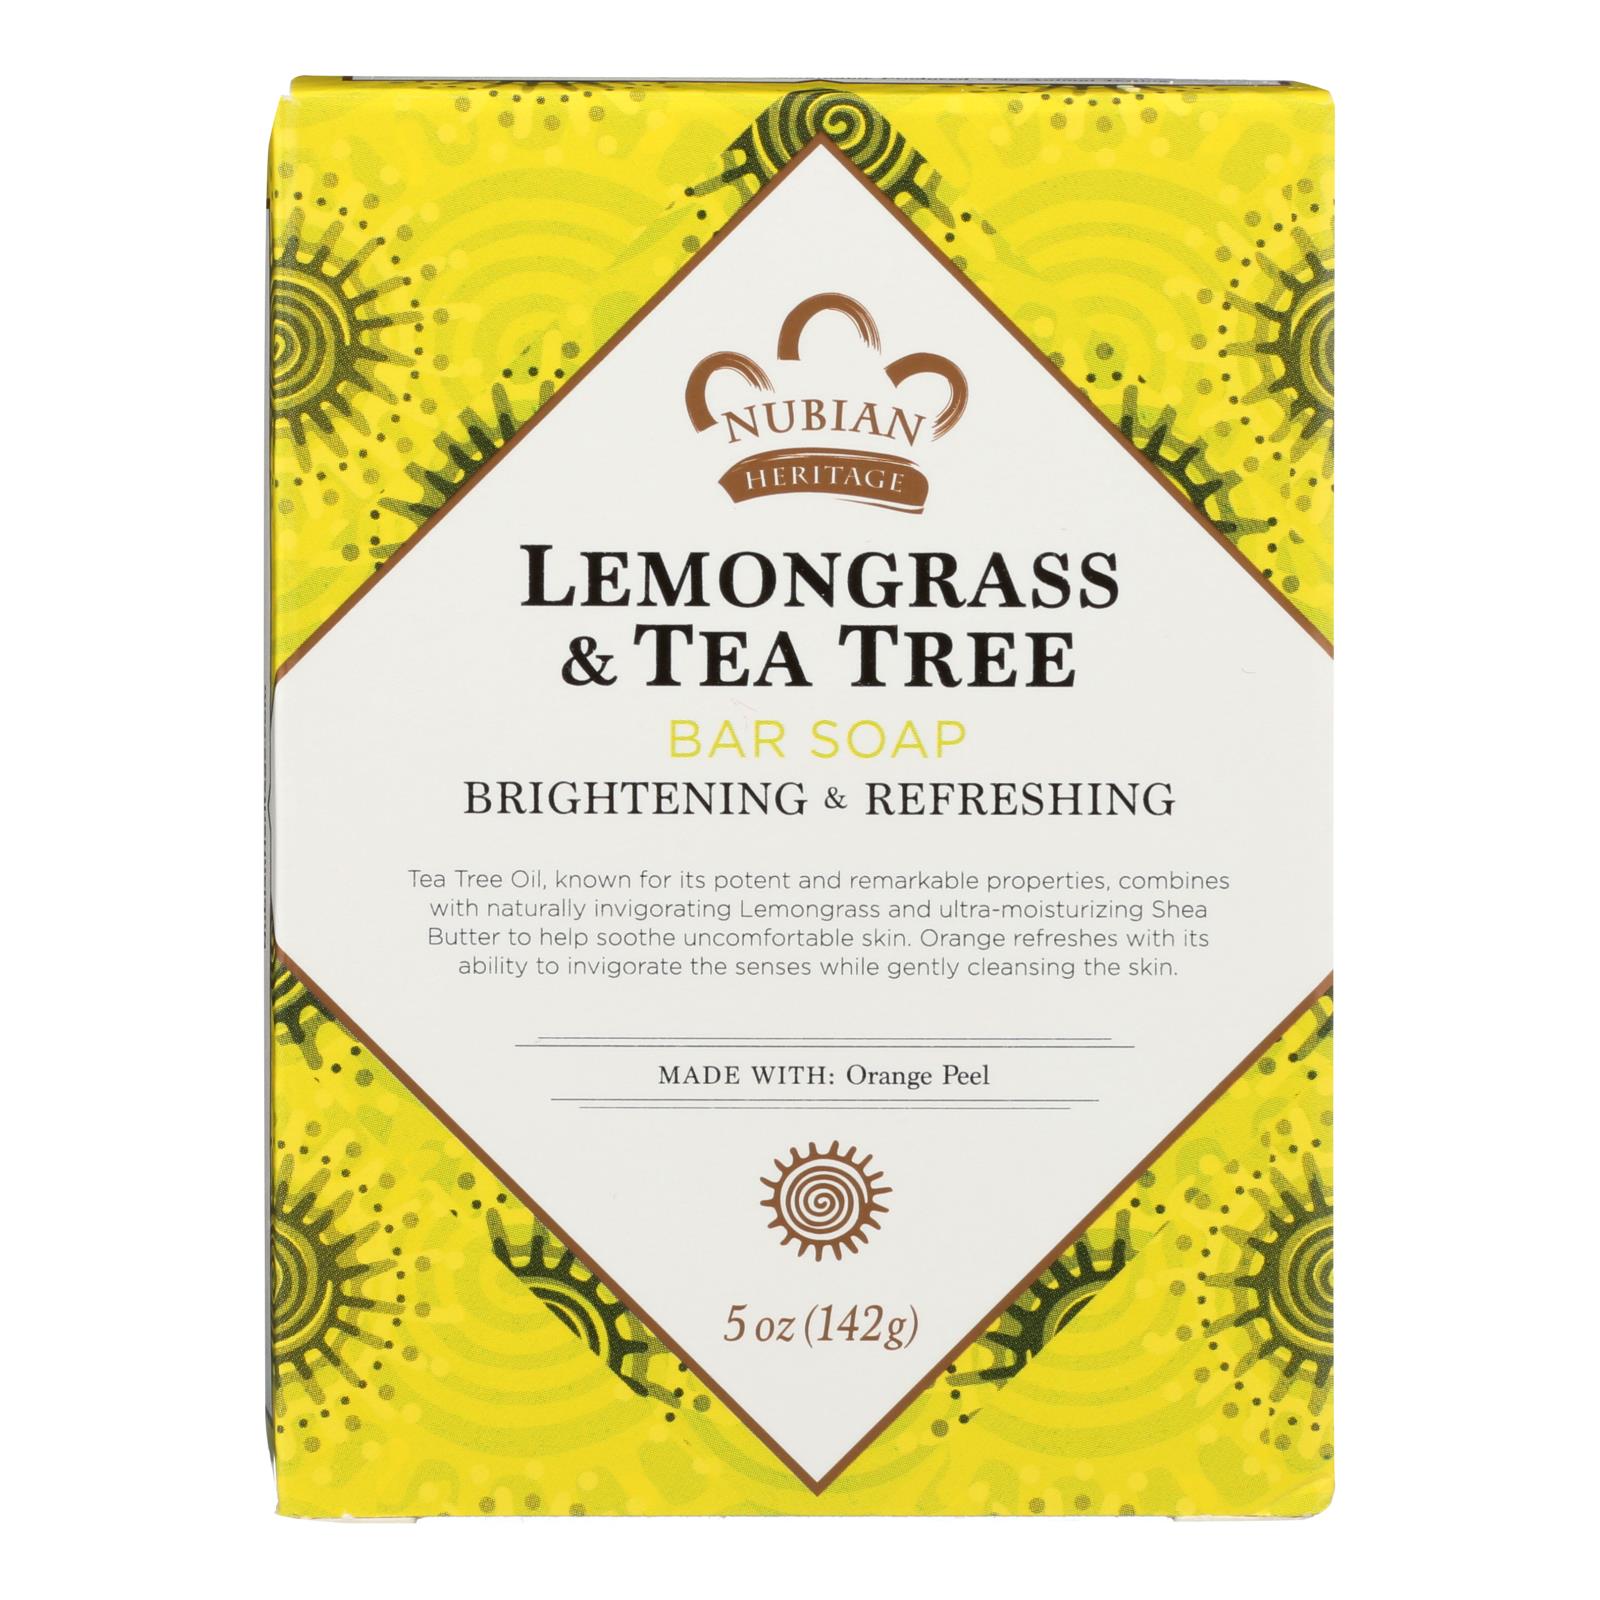 NUBIAN
HERITAGE
LEMONGRASS
& TEA TREE
BAR SOAP
BRIGHTENING & REFRESHING
Tea Tree Oil, known for its potent and remarkable properties, combines
with naturally invigorating Lemongrass and ultra-moisturizing Shea
Butter to help soothe uncomfortable skin. Orange refreshes with its
ability to invigorate the senses while gently cleansing the skin.
MADE WITH: Orange Peel
5 oz (142g)